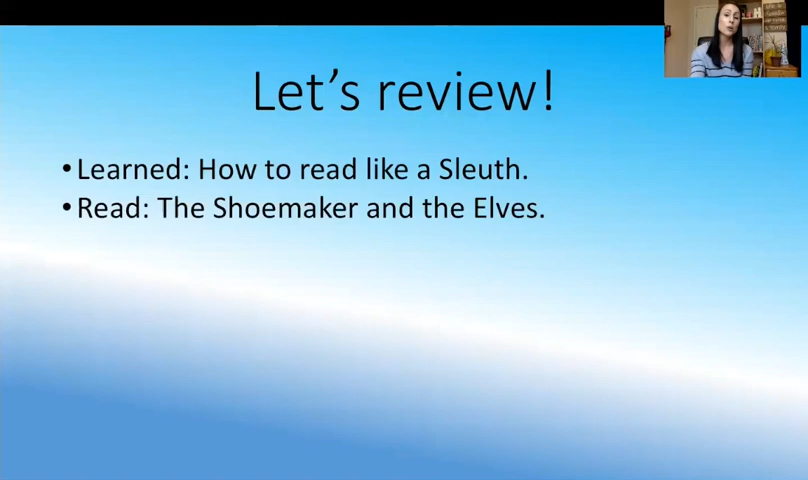 Let's review!
•Learned: How to read like a Sleuth.
•Read: The Shoemaker and the Elves.